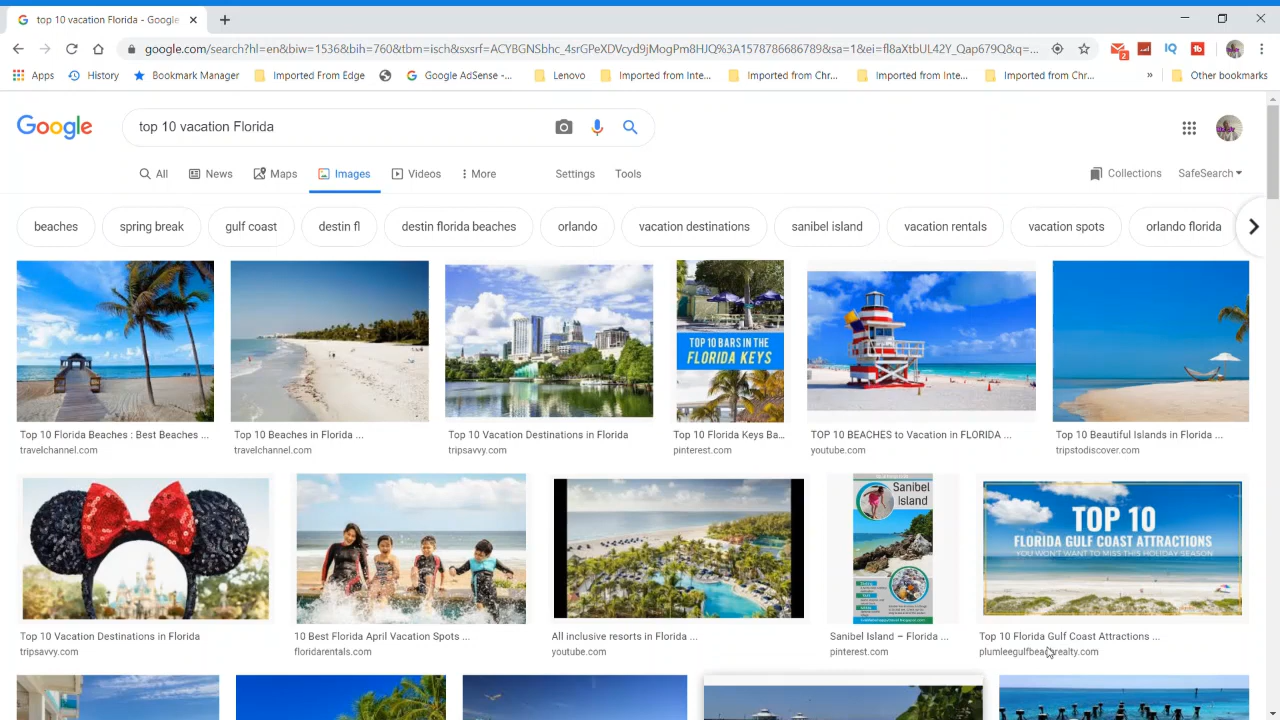 top 10 vacation Florida - Google
google.com/search?hl=en&biw=1536&bih=760&tbm=isch&sxsrf=ACYBGNSbhc_4srGPeXDVcyd9jMogPm8HJQ%3A1578786686789&sa=1&ei=fl8aXtbUL42Y_Qap679Q&q=...
2
Apps
History
Bookmark Manager
Imported From Edge
Google AdSense -...
Lenovo
Imported from Inte...
Imported from Chr...
Imported from Inte...
Imported from Chr...
»
Other bookmarks
Google
top 10 vacation Florida
All
News
Maps
Images
Videos
More
Settings
Tools
Collections
SafeSearch
beaches
spring break
gulf coast
destin fl
destin florida beaches
orlando
vacation destinations
sanibel island
vacation rentals
vacation spots
orlando florida
TOP 10 BARS IN THE
FLORIDA KEYS
Top 10 Florida Beaches : Best Beaches ...
travelchannel.com
Top 10 Beaches in Florida ...
travelchannel.com
Top 10 Vacation Destinations in Florida
tripsavvy.com
Top 10 Florida Keys Ba...
pinterest.com
TOP 10 BEACHES to Vacation in FLORIDA ...
youtube.com
Top 10 Beautiful Islands in Florida ...
tripstodiscover.com
Sanibel
Island
TOP 10
FLORIDA GULF COAST ATTRACTIONS
YOU WON'T WANT TO MISS THIS HOLIDAY SEASON
Top 10 Vacation Destinations in Florida
tripsavvy.com
10 Best Florida April Vacation Spots ...
floridarentals.com
All inclusive resorts in Florida ...
youtube.com
Sanibel Island – Florida ...
pinterest.com
Top 10 Florida Gulf Coast Attractions ...
plumleegulfbeachrealty.com